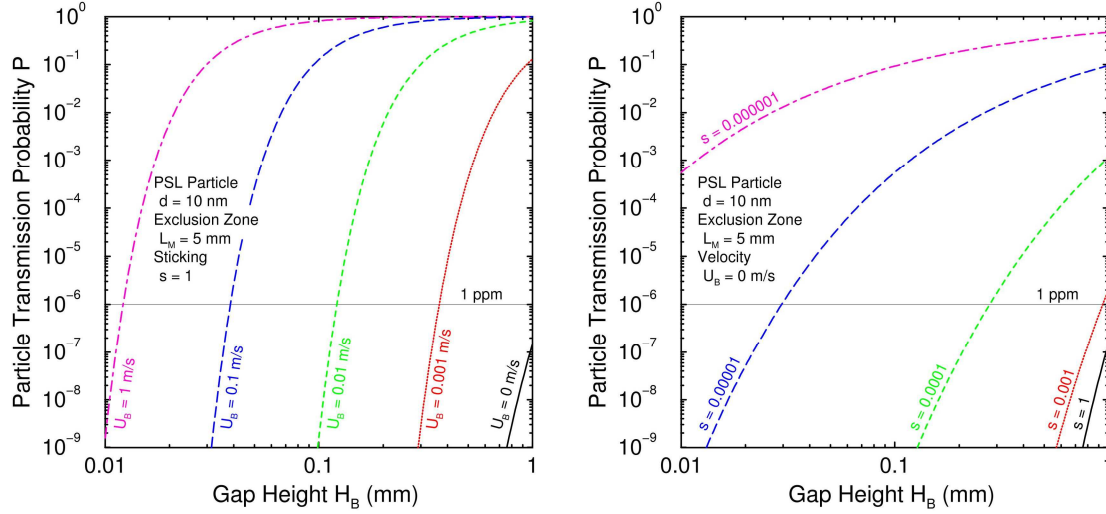 Particle Transmission Probability P
10⁰
10⁻¹
10⁻²
10⁻³
10⁻⁴
10⁻⁵
10⁻⁶
10⁻⁷
10⁻⁸
10⁻⁹
PSL Particle
d = 10 nm
Exclusion Zone
L_M = 5 mm
Sticking
s = 1
1 ppm
U_B = 1 m/s
U_B = 0.1 m/s
U_B = 0.01 m/s
U_B = 0.001 m/s
U_B = 0 m/s
0.01
0.1
1
Gap Height H_B (mm)
Particle Transmission Probability P
10⁰
10⁻¹
10⁻²
10⁻³
10⁻⁴
10⁻⁵
10⁻⁶
10⁻⁷
10⁻⁸
10⁻⁹
s = 0.000001
PSL Particle
d = 10 nm
Exclusion Zone
L_M = 5 mm
Velocity
U_B = 0 m/s
1 ppm
s = 0.00001
s = 0.0001
s = 0.001
s = 1
0.01
0.1
1
Gap Height H_B (mm)